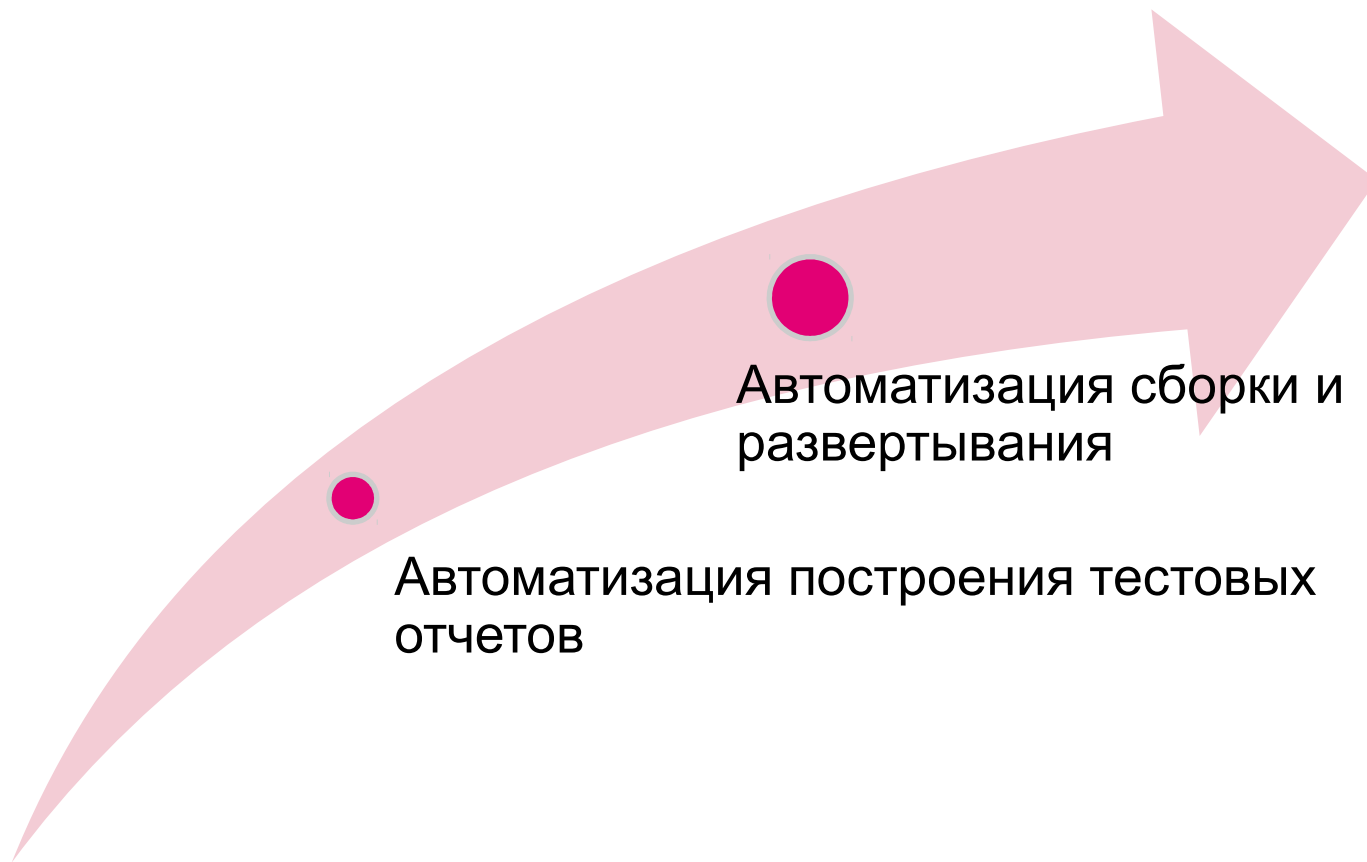 Автоматизация сборки и
развертывания
Автоматизация построения тестовых
отчетов